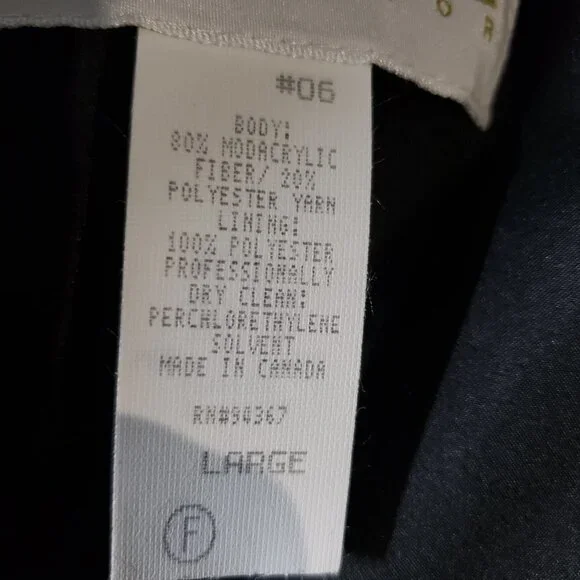 #06
BODY:
80% MODACRYLIC
FIBER/ 20%
POLYESTER YARN
LINING:
100% POLYESTER
PROFESSIONALLY
DRY CLEAN:
PERCHLORETHYLENE
SOLVENT
MADE IN CANADA
RN#94367
LARGE
F